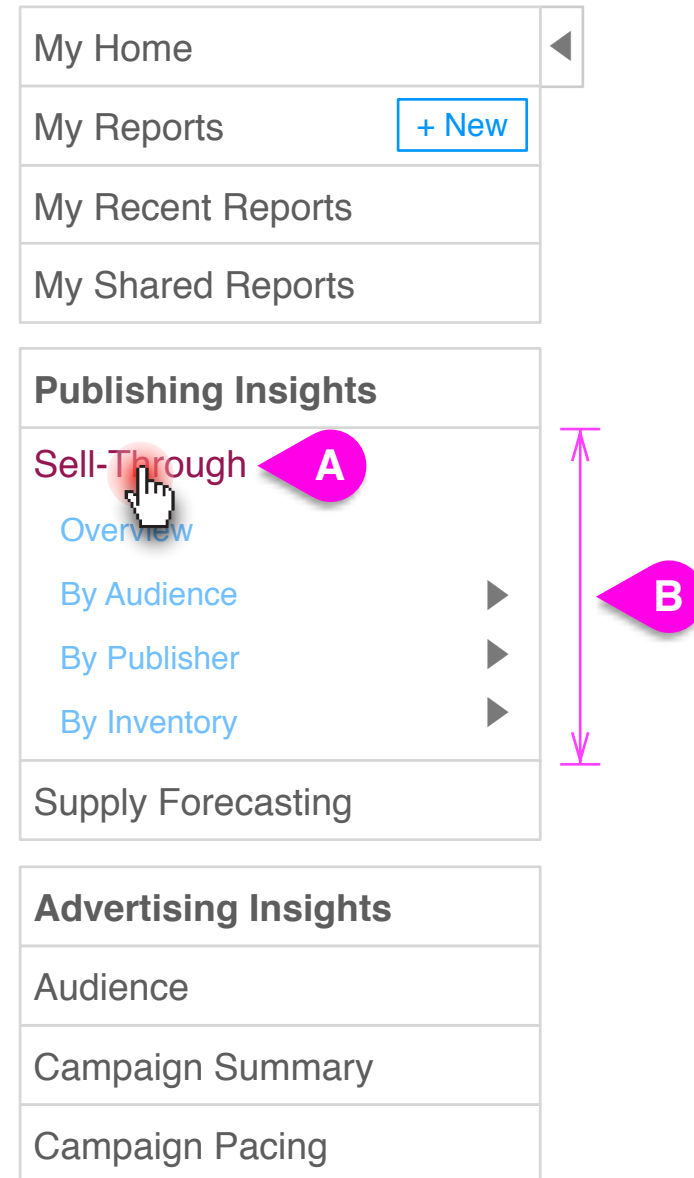 My Home
My Reports + New
My Recent Reports
My Shared Reports
Publishing Insights
Sell-Through A
Overview
By Audience
B
By Publisher
By Inventory
Supply Forecasting
Advertising Insights
Audience
Campaign Summary
Campaign Pacing